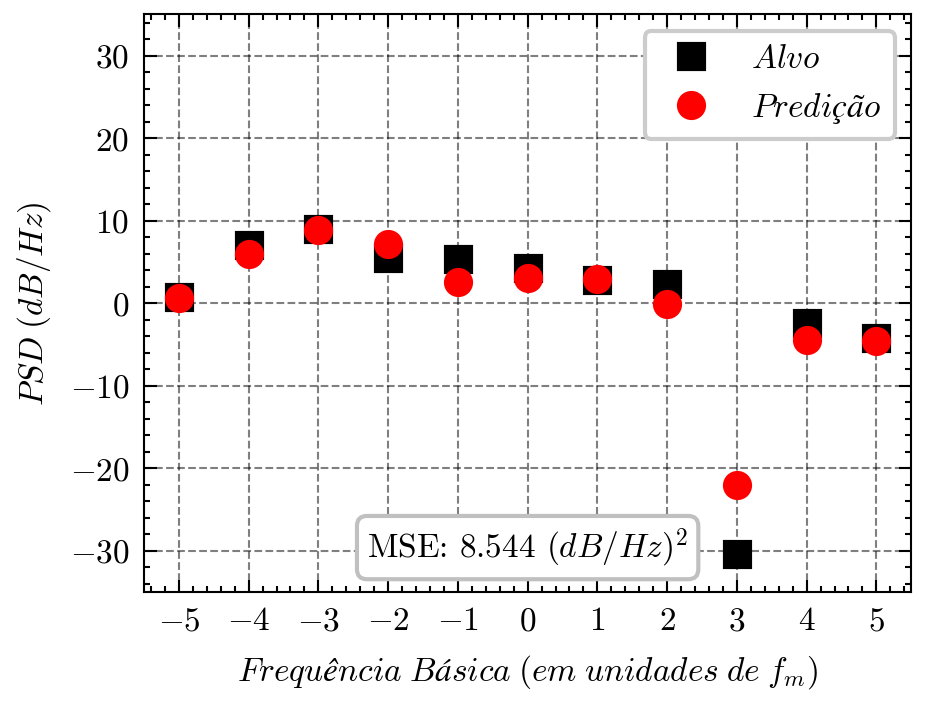 30
20
10
0
−10
−20
−30
PSD (dB/Hz)
Alvo
Predição
MSE: 8.544 (dB/Hz)²
−5 −4 −3 −2 −1 0 1 2 3 4 5
Frequência Básica (em unidades de fₘ)